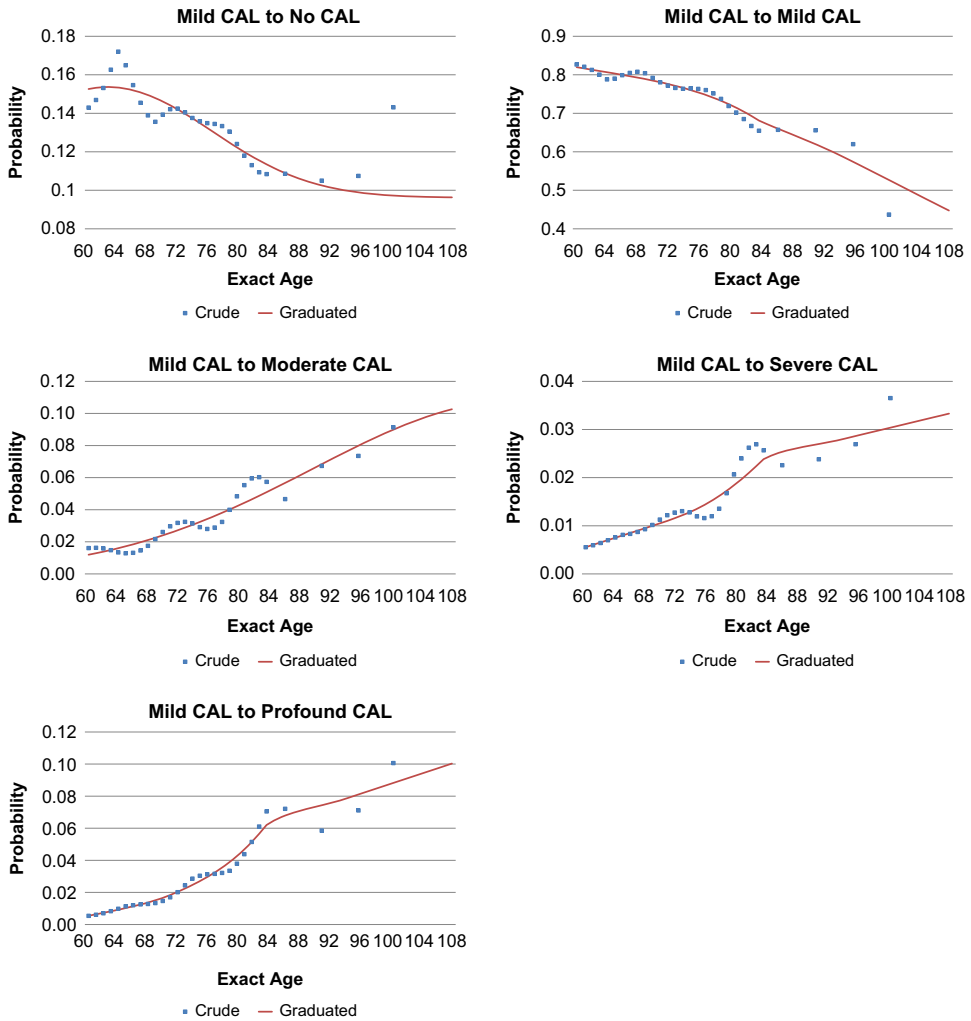 Mild CAL to No CAL
0.18
0.16
0.14
0.12
0.1
0.08
Probability
60 64 68 72 76 80 84 88 92 96 100 104 108
Exact Age
Crude Graduated
Mild CAL to Mild CAL
0.9
0.8
0.7
0.6
0.5
0.4
Probability
60 64 68 72 76 80 84 88 92 96 100 104 108
Exact Age
Crude Graduated
Mild CAL to Moderate CAL
0.12
0.10
0.08
0.06
0.04
0.02
0.00
Probability
60 64 68 72 76 80 84 88 92 96 100 104 108
Exact Age
Crude Graduated
Mild CAL to Severe CAL
0.04
0.03
0.02
0.01
0.00
Probability
60 64 68 72 76 80 84 88 92 96 100 104 108
Exact Age
Crude Graduated
Mild CAL to Profound CAL
0.12
0.10
0.08
0.06
0.04
0.02
0.00
Probability
60 64 68 72 76 80 84 88 92 96 100 104 108
Exact Age
Crude Graduated